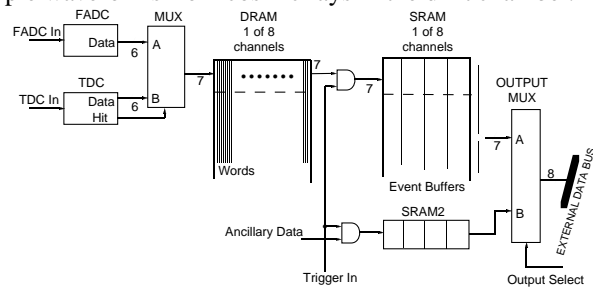 FADC
MUX
DRAM
1 of 8
channels
SRAM
1 of 8
channels
FADC In
Data
6
A
7
7
7
OUTPUT
MUX
TDC
TDC In
Data
Hit
6
B
7
A
8
Words
Event Buffers
EXTERNAL DATA BUS
SRAM2
Ancillary Data
B
Trigger In
Output Select